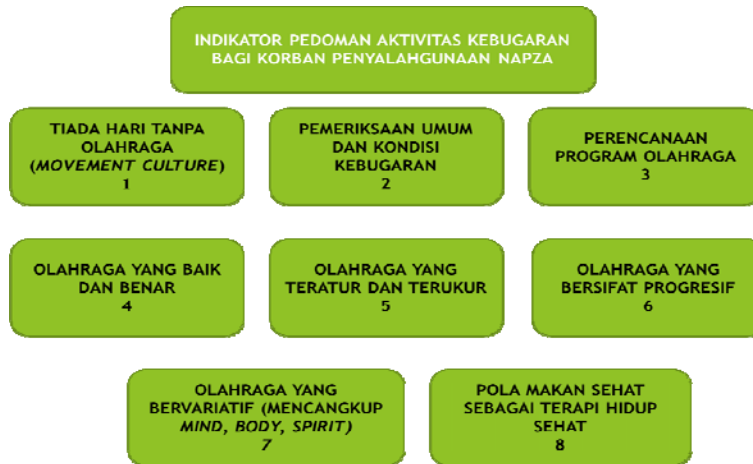 INDIKATOR PEDOMAN AKTIVITAS KEBUGARAN
BAGI KORBAN PENYALAHGUNAAN NAPZA
TIADA HARI TANPA
OLAHRAGA
(MOVEMENT CULTURE)
1
PEMERIKSAAN UMUM
DAN KONDISI
KEBUGARAN
2
PERENCANAAN
PROGRAM OLAHRAGA
3
OLAHRAGA YANG BAIK
DAN BENAR
4
OLAHRAGA YANG
TERATUR DAN TERUKUR
5
OLAHRAGA YANG
BERSIFAT PROGRESIF
6
OLAHRAGA YANG
BERVARIATIF (MENCANGKUP
MIND, BODY, SPIRIT)
7
POLA MAKAN SEHAT
SEBAGAI TERAPI HIDUP
SEHAT
8